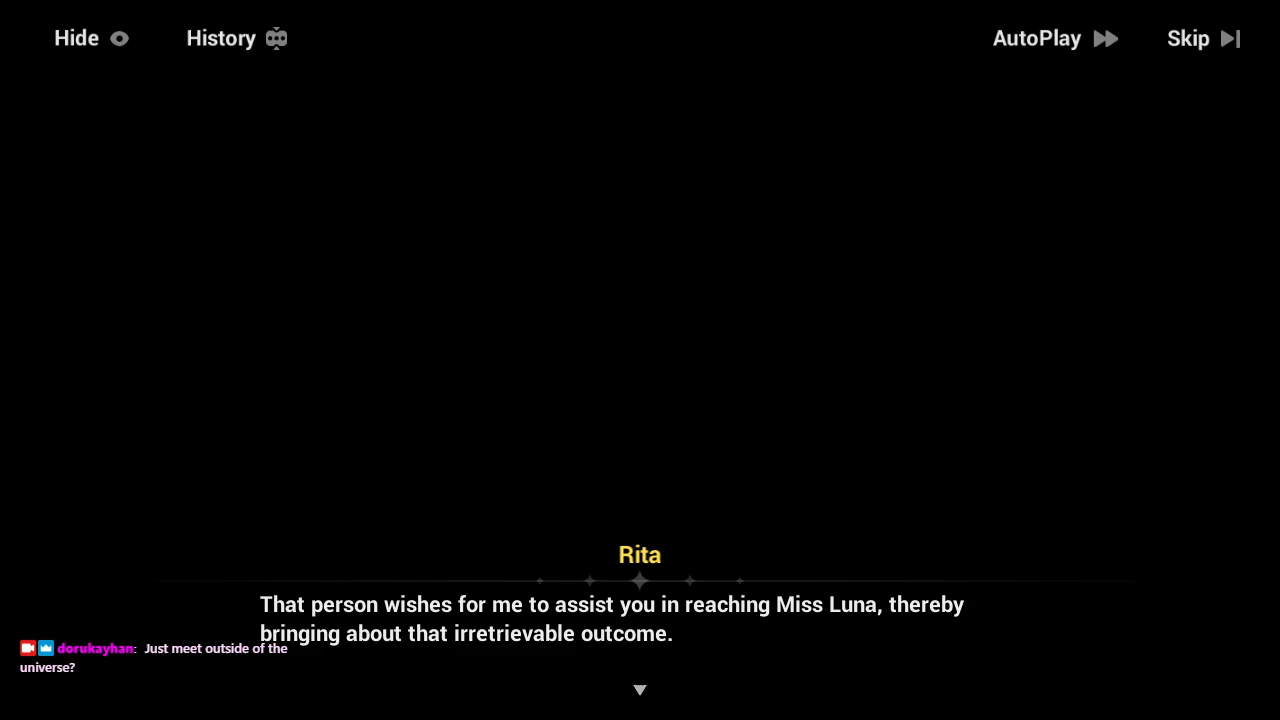 Hide
History
AutoPlay
Skip
Rita
That person wishes for me to assist you in reaching Miss Luna, thereby
bringing about that irretrievable outcome.
dorukayhan: Just meet outside of the
universe?